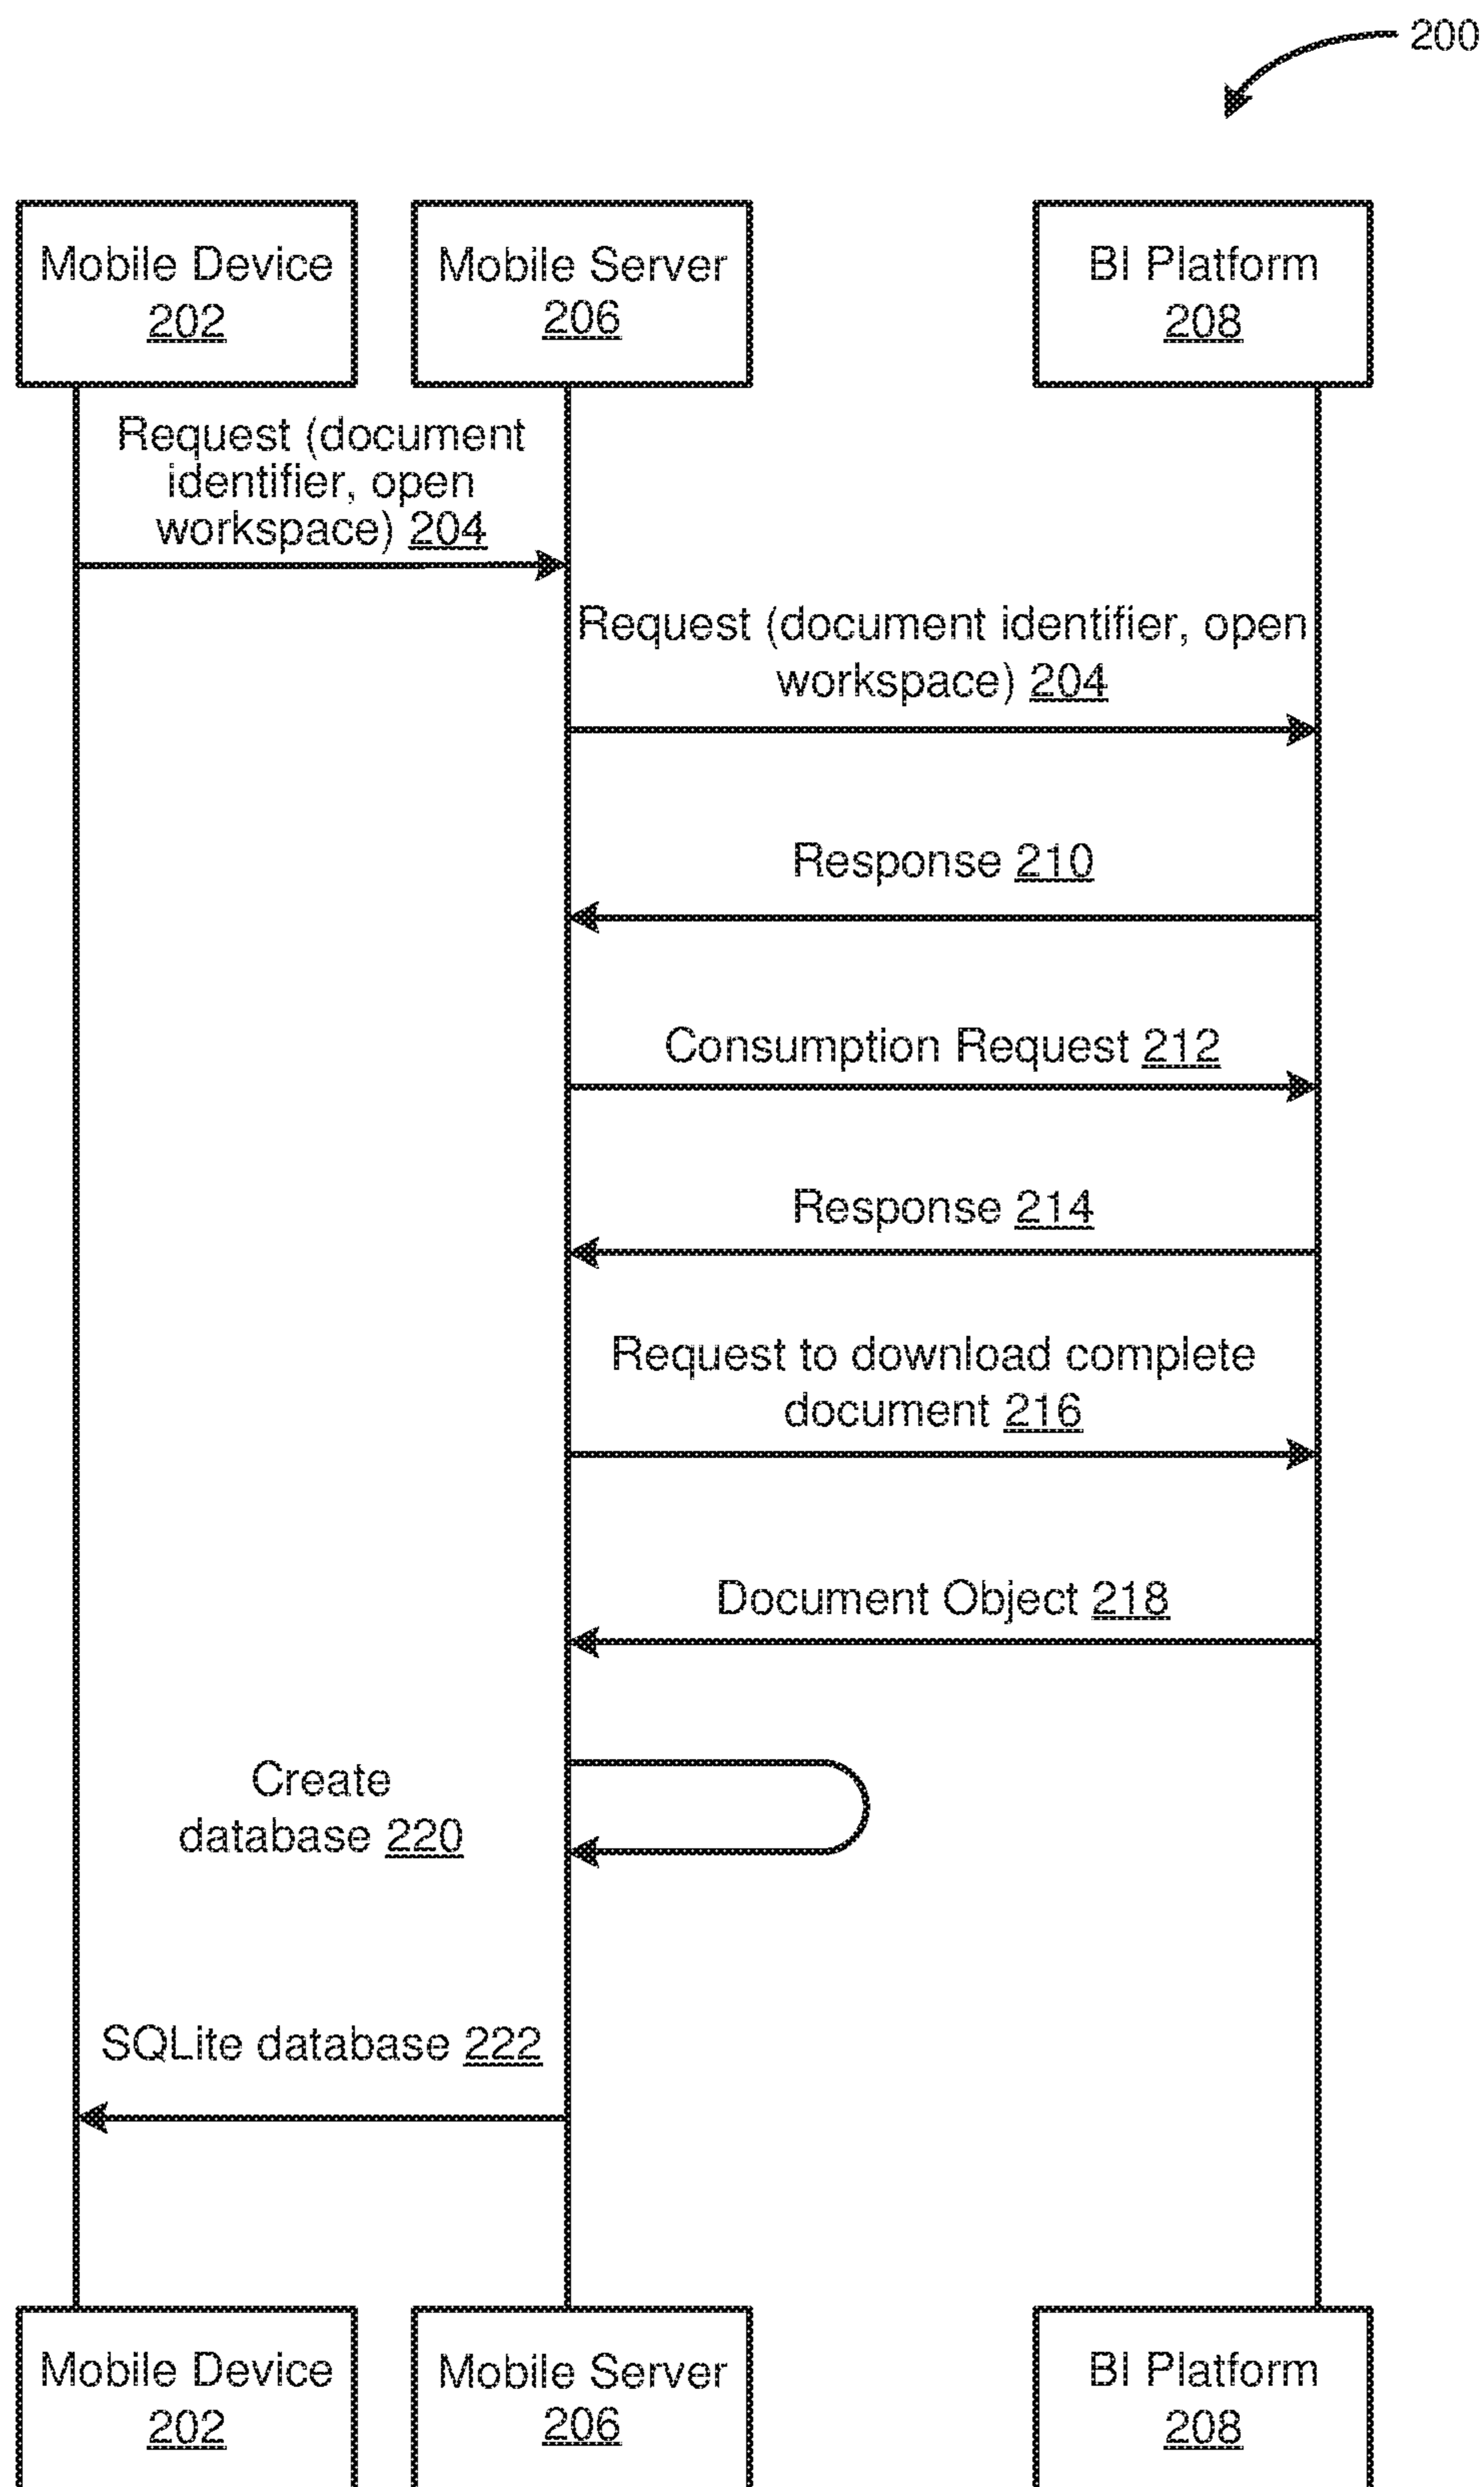 200
Mobile Device
202
Mobile Server
206
BI Platform
208
Request (document
identifier, open
workspace) 204
Request (document identifier, open
workspace) 204
Response 210
Consumption Request 212
Response 214
Request to download complete
document 216
Document Object 218
Create
database 220
SQLite database 222
Mobile Device
202
Mobile Server
206
BI Platform
208